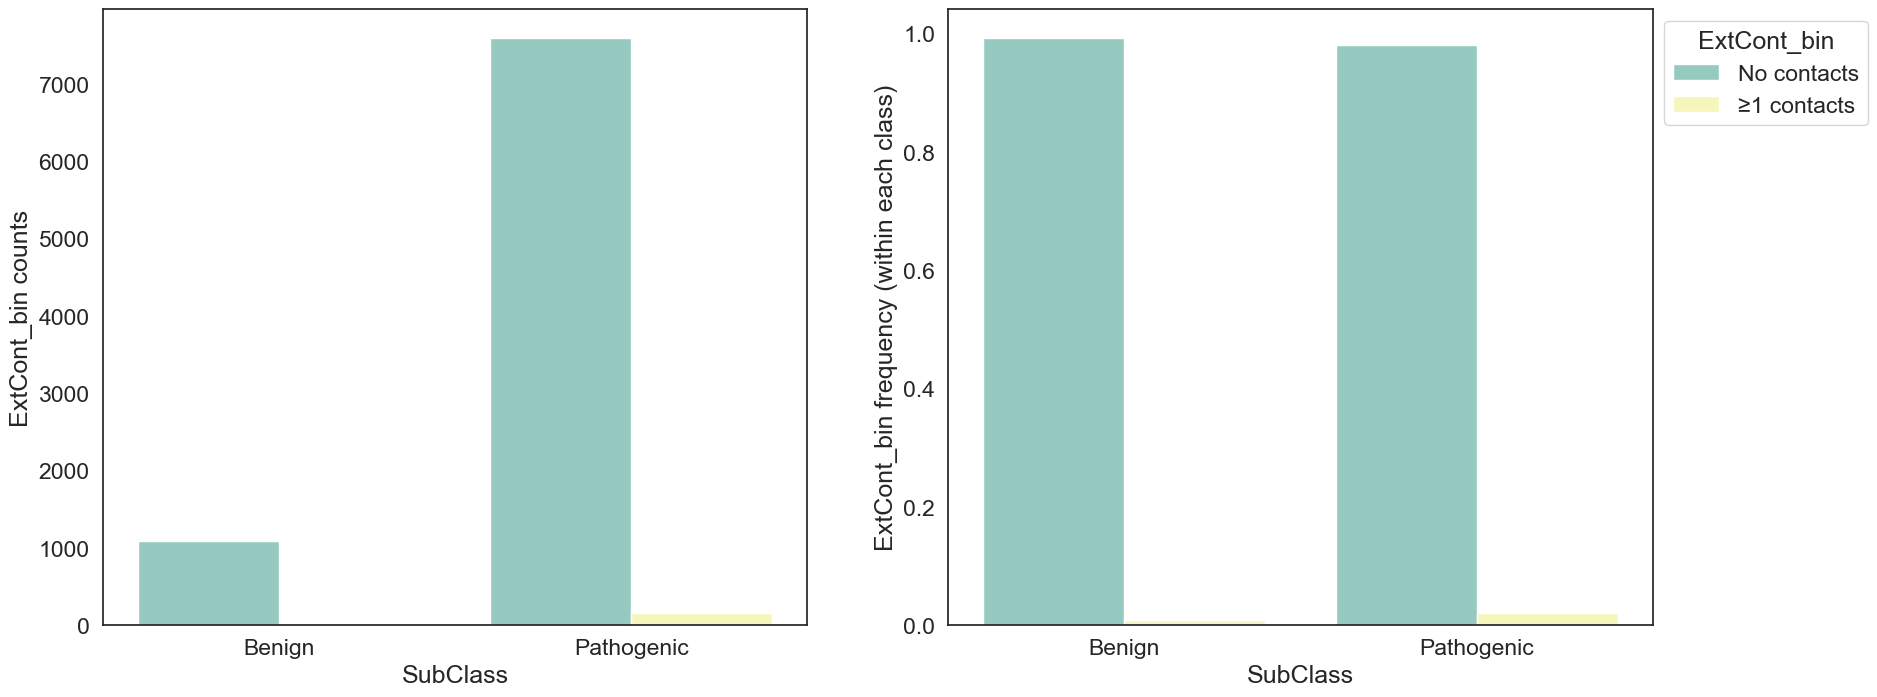 ExtCont_bin counts
7000
6000
5000
4000
3000
2000
1000
0
Benign
Pathogenic
SubClass
ExtCont_bin frequency (within each class)
1.0
0.8
0.6
0.4
0.2
0.0
Benign
Pathogenic
SubClass
ExtCont_bin
No contacts
≥1 contacts